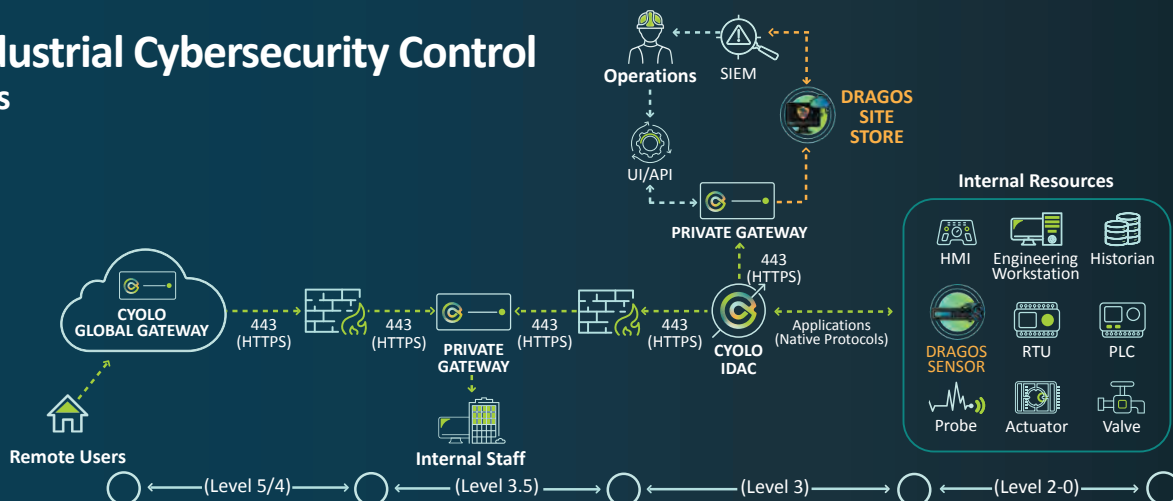 dustrial Cybersecurity Control
s
Operations
SIEM
DRAGOS
SITE
STORE
UI/API
PRIVATE GATEWAY
443
(HTTPS)
Internal Resources
HMI
Engineering
Workstation
Historian
DRAGOS
SENSOR
RTU
PLC
Probe
Actuator
Valve
CYOLO
GLOBAL GATEWAY
443
(HTTPS)
443
(HTTPS)
PRIVATE
GATEWAY
443
(HTTPS)
443
(HTTPS)
CYOLO
IDAC
Applications
(Native Protocols)
Remote Users
Internal Staff
(Level 5/4)
(Level 3.5)
(Level 3)
(Level 2-0)